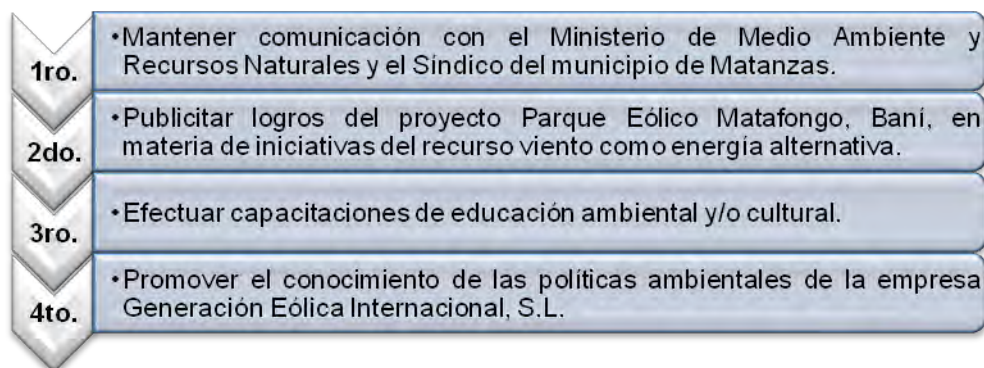 1ro.
•Mantener comunicación con el Ministerio de Medio Ambiente y
Recursos Naturales y el Síndico del municipio de Matanzas.
2do.
•Publicitar logros del proyecto Parque Eólico Matafongo, Baní, en
materia de iniciativas del recurso viento como energía alternativa.
3ro.
•Efectuar capacitaciones de educación ambiental y/o cultural.
4to.
•Promover el conocimiento de las políticas ambientales de la empresa
Generación Eólica Internacional, S.L.